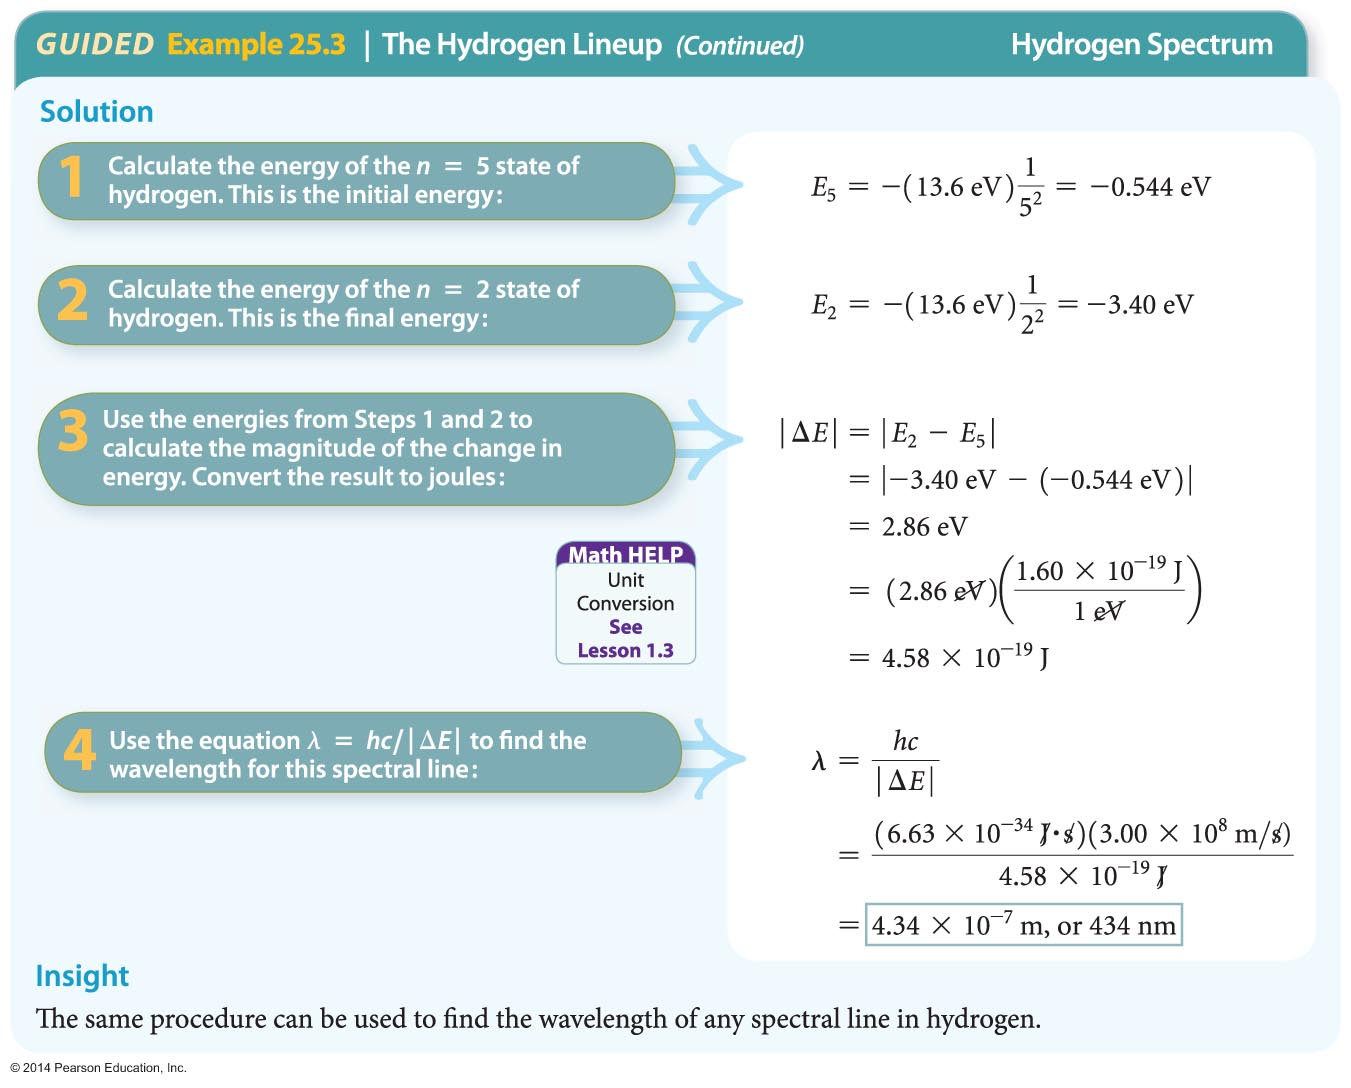 GUIDED Example 25.3 | The Hydrogen Lineup (Continued) Hydrogen Spectrum
Solution
1 Calculate the energy of the n = 5 state of
hydrogen. This is the initial energy:
E₅ = −(13.6 eV) 1/5² = −0.544 eV
2 Calculate the energy of the n = 2 state of
hydrogen. This is the final energy:
E₂ = −(13.6 eV) 1/2² = −3.40 eV
3 Use the energies from Steps 1 and 2 to
calculate the magnitude of the change in
energy. Convert the result to joules:
|ΔE| = |E₂ − E₅|
= |−3.40 eV − (−0.544 eV)|
= 2.86 eV
= (2.86 eV)(1.60 × 10⁻¹⁹ J / 1 eV)
= 4.58 × 10⁻¹⁹ J
Math HELP
Unit
Conversion
See
Lesson 1.3
4 Use the equation λ = hc/|ΔE| to find the
wavelength for this spectral line:
λ = hc / |ΔE|
= (6.63 × 10⁻³⁴ J·s)(3.00 × 10⁸ m/s) / 4.58 × 10⁻¹⁹ J
= 4.34 × 10⁻⁷ m, or 434 nm
Insight
The same procedure can be used to find the wavelength of any spectral line in hydrogen.
© 2014 Pearson Education, Inc.